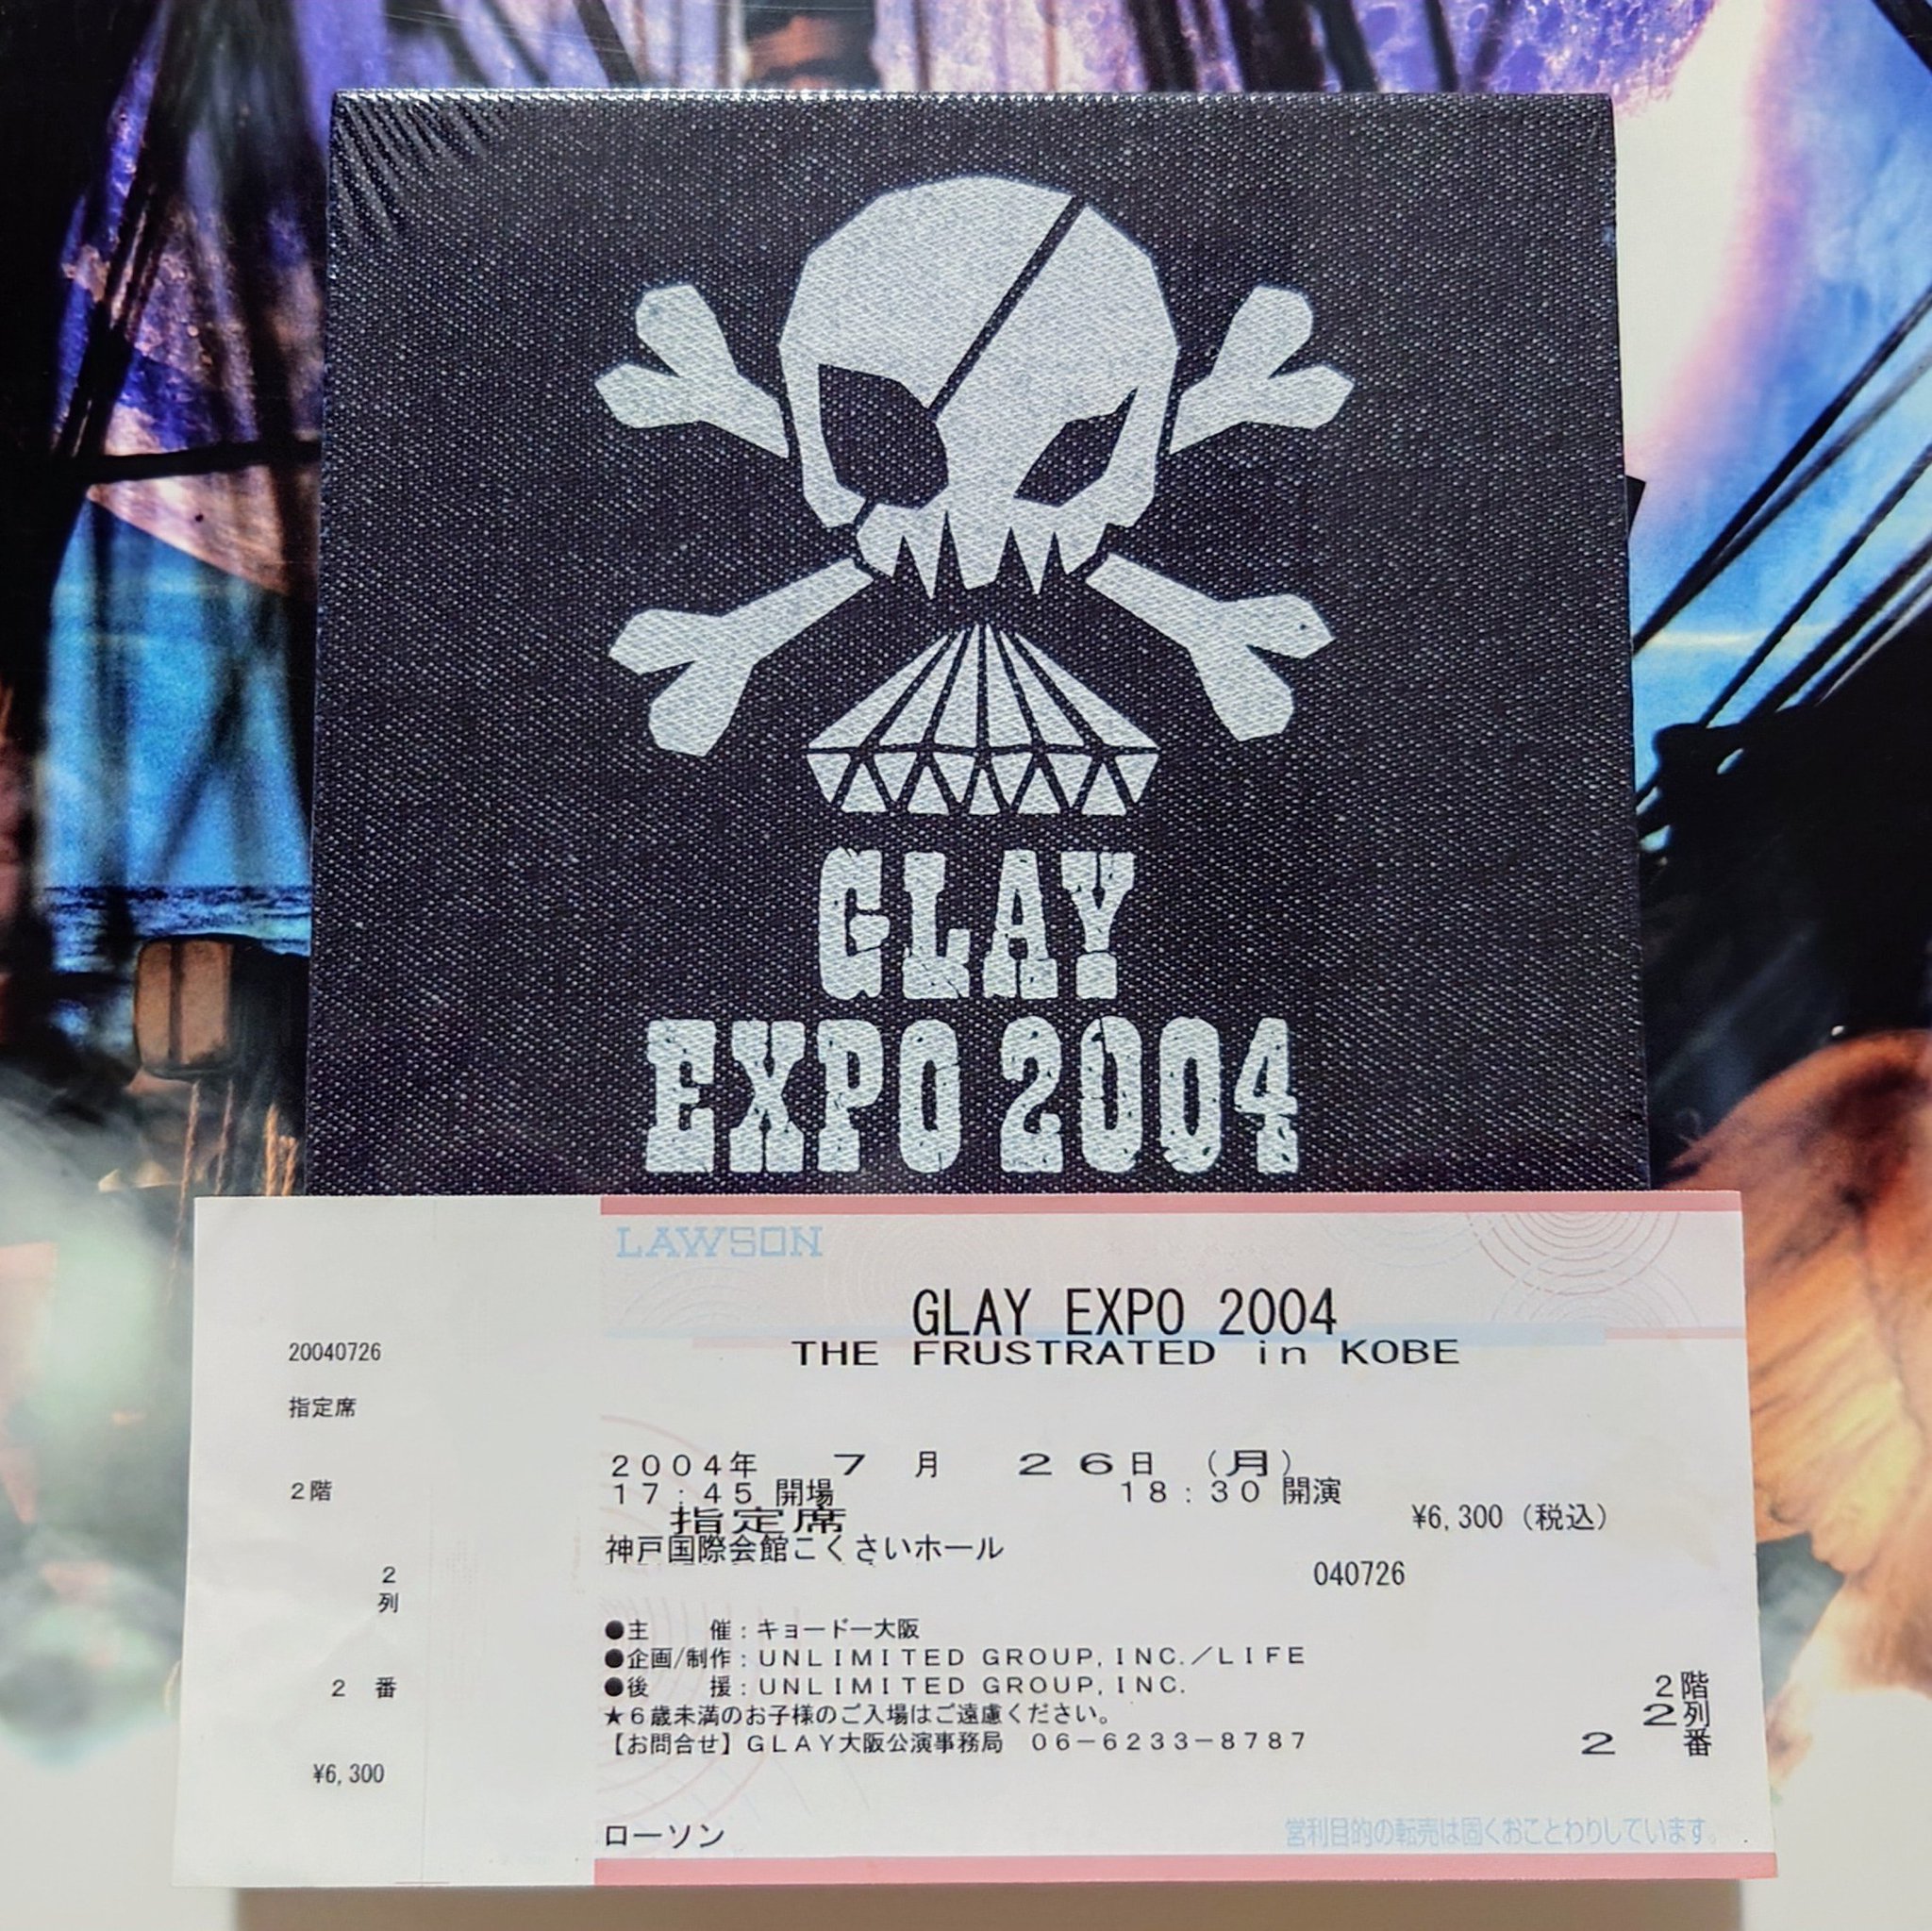 GLAY
EXPO 2004
LAWSON
GLAY EXPO 2004
THE FRUSTRATED in KOBE
20040726
指定席
2階
2
列
2 番
¥6,300
2004年 7 月 26日 (月)
17:45 開場 18:30 開演
指定席 ¥6,300 (税込)
神戸国際会館こくさいホール
040726
●主 催:キョードー大阪
●企画/制作:UNLIMITED GROUP,INC./LIFE
●後 援:UNLIMITED GROUP,INC.
★6歳未満のお子様のご入場はご遠慮ください。
【お問合せ】GLAY大阪公演事務局 06-6233-8787
2階
2列
2 番
ローソン
営利目的の転売は固くおことわりしています。